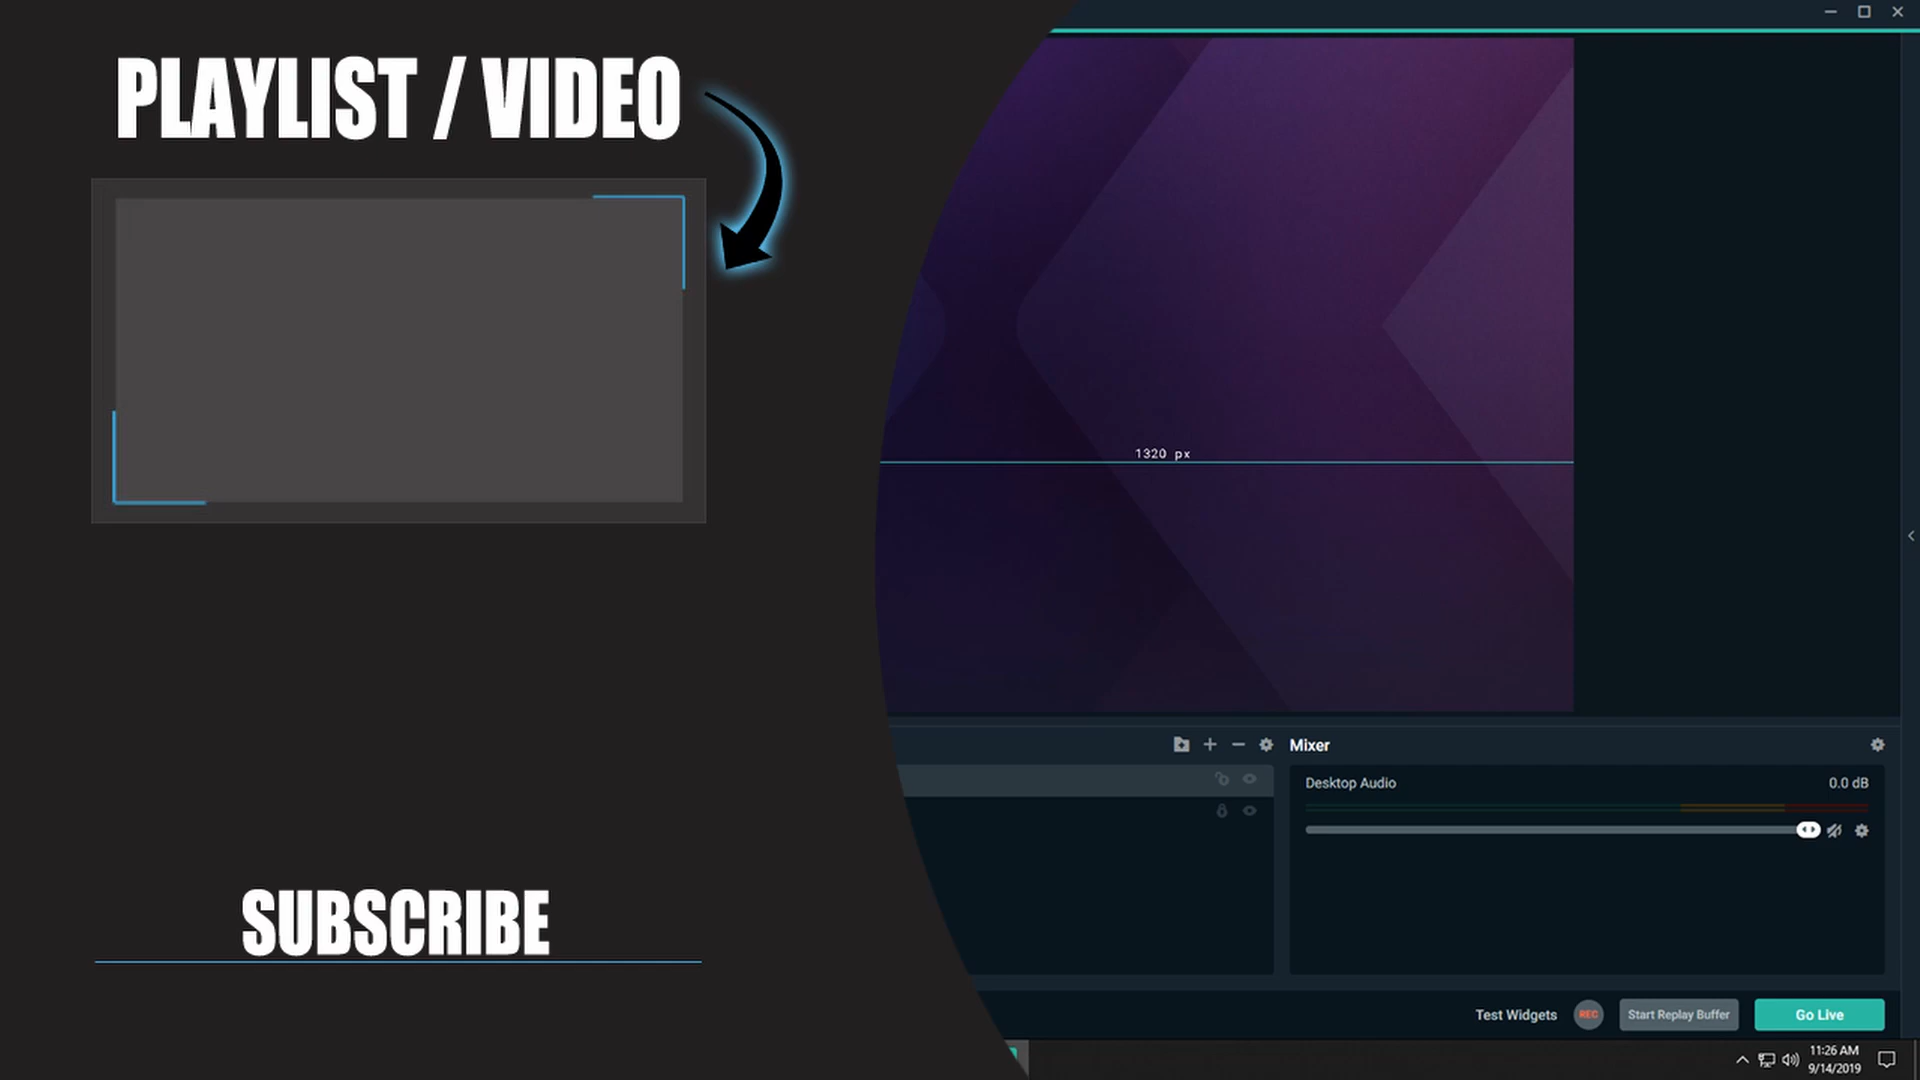 PLAYLIST / VIDEO
SUBSCRIBE
1320 px
Mixer
Desktop Audio 0.0 dB
Test Widgets REC Start Replay Buffer Go Live
11:26 AM
9/14/2019